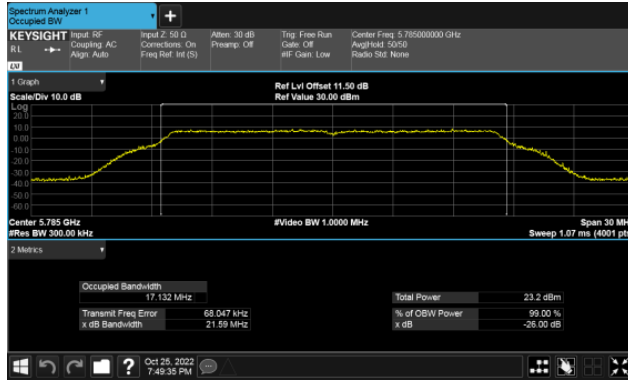 Spectrum Analyzer 1
Occupied BW
+
KEYSIGHT Input: RF Input Z: 50 Ω Atten: 30 dB Trig: Free Run Center Freq: 5.785000000 GHz
RL Coupling: AC Corrections: On Preamp: Off Gate: Off Avg|Hold: 50/50
Align: Auto Freq Ref: Int (S) #IF Gain: Low Radio Std: None
LXI
1 Graph Ref Lvl Offset 11.50 dB
Scale/Div 10.0 dB Ref Value 30.00 dBm
Log
20.0
10.0
0.00
-10.0
-20.0
-30.0
-40.0
-50.0
-60.0
Center 5.785 GHz #Video BW 1.0000 MHz Span 30 MH
#Res BW 300.00 kHz Sweep 1.07 ms (4001 pts
2 Metrics
Occupied Bandwidth
17.132 MHz Total Power 23.2 dBm
Transmit Freq Error 68.047 kHz % of OBW Power 99.00 %
x dB Bandwidth 21.59 MHz x dB -26.00 dB
? Oct 25, 2022
7:49:35 PM